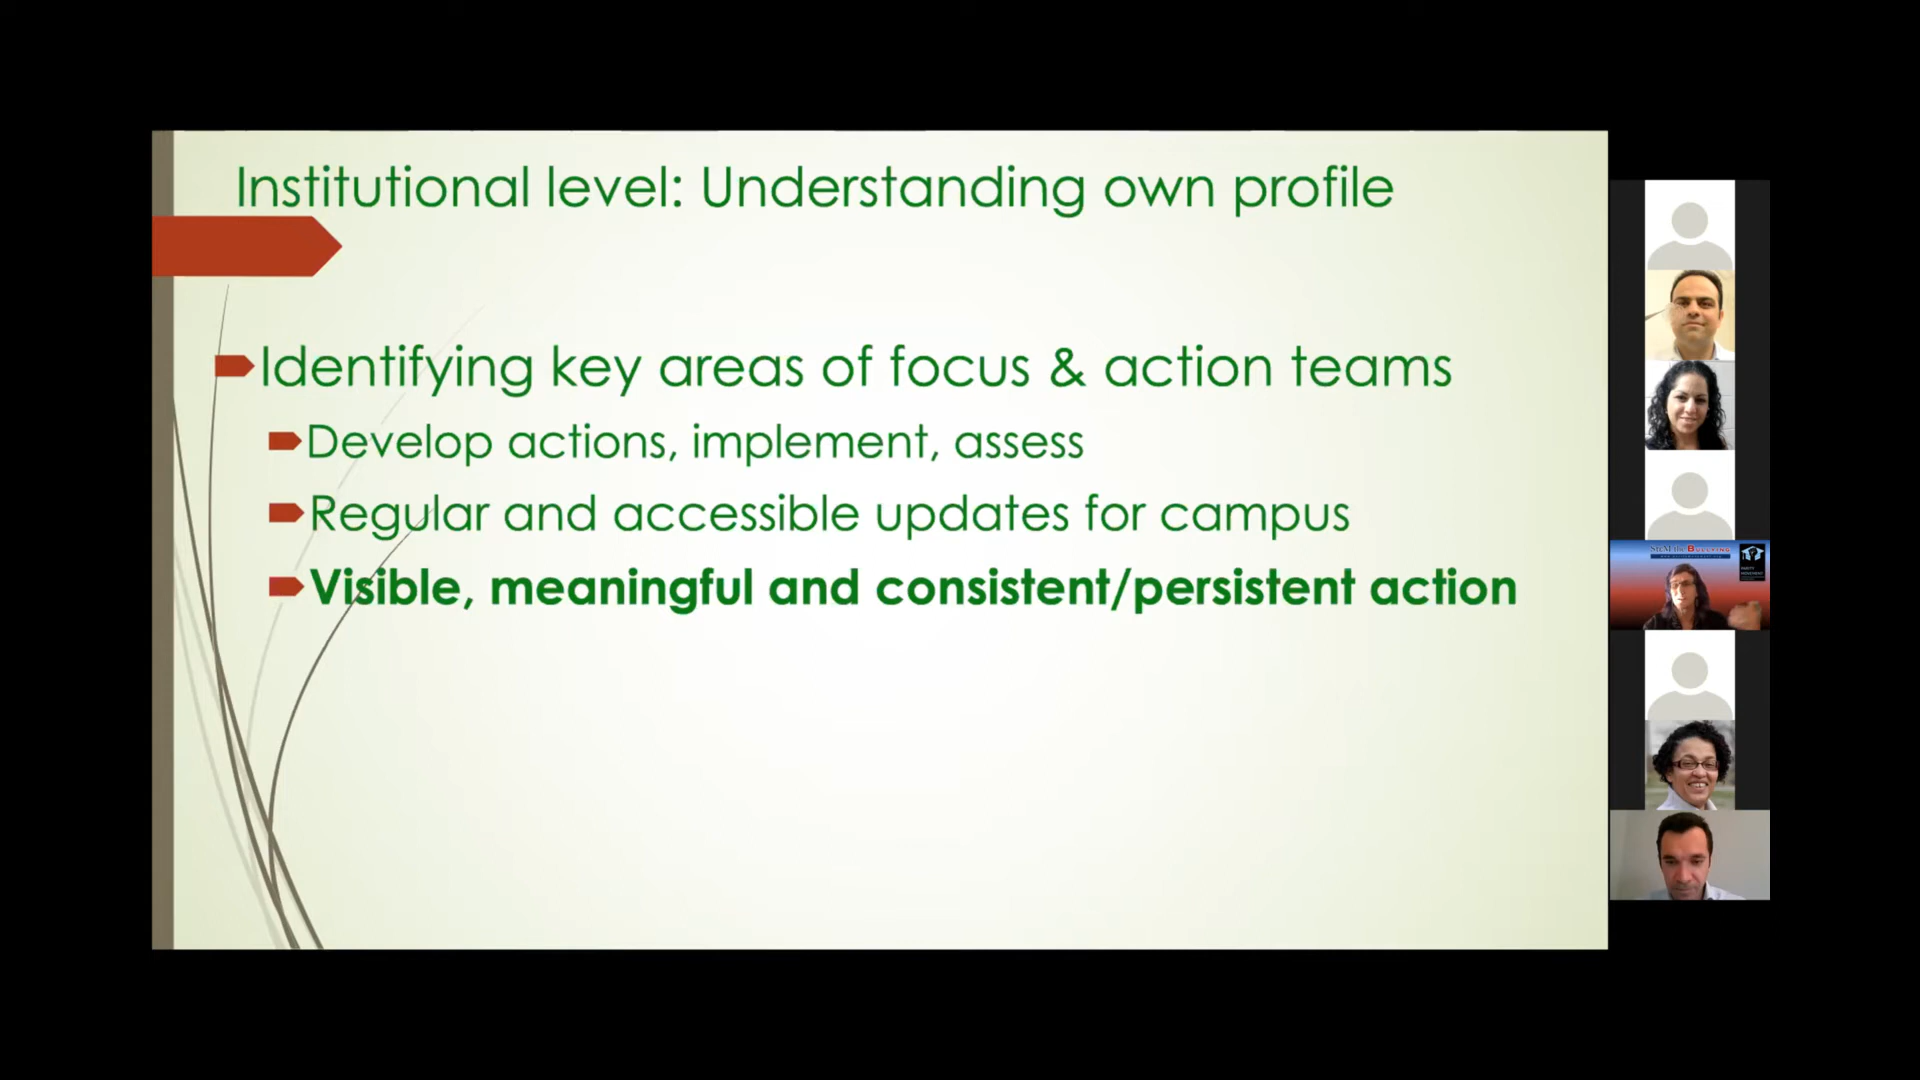 Institutional level: Understanding own profile
Identifying key areas of focus & action teams
Develop actions, implement, assess
Regular and accessible updates for campus
Visible, meaningful and consistent/persistent action